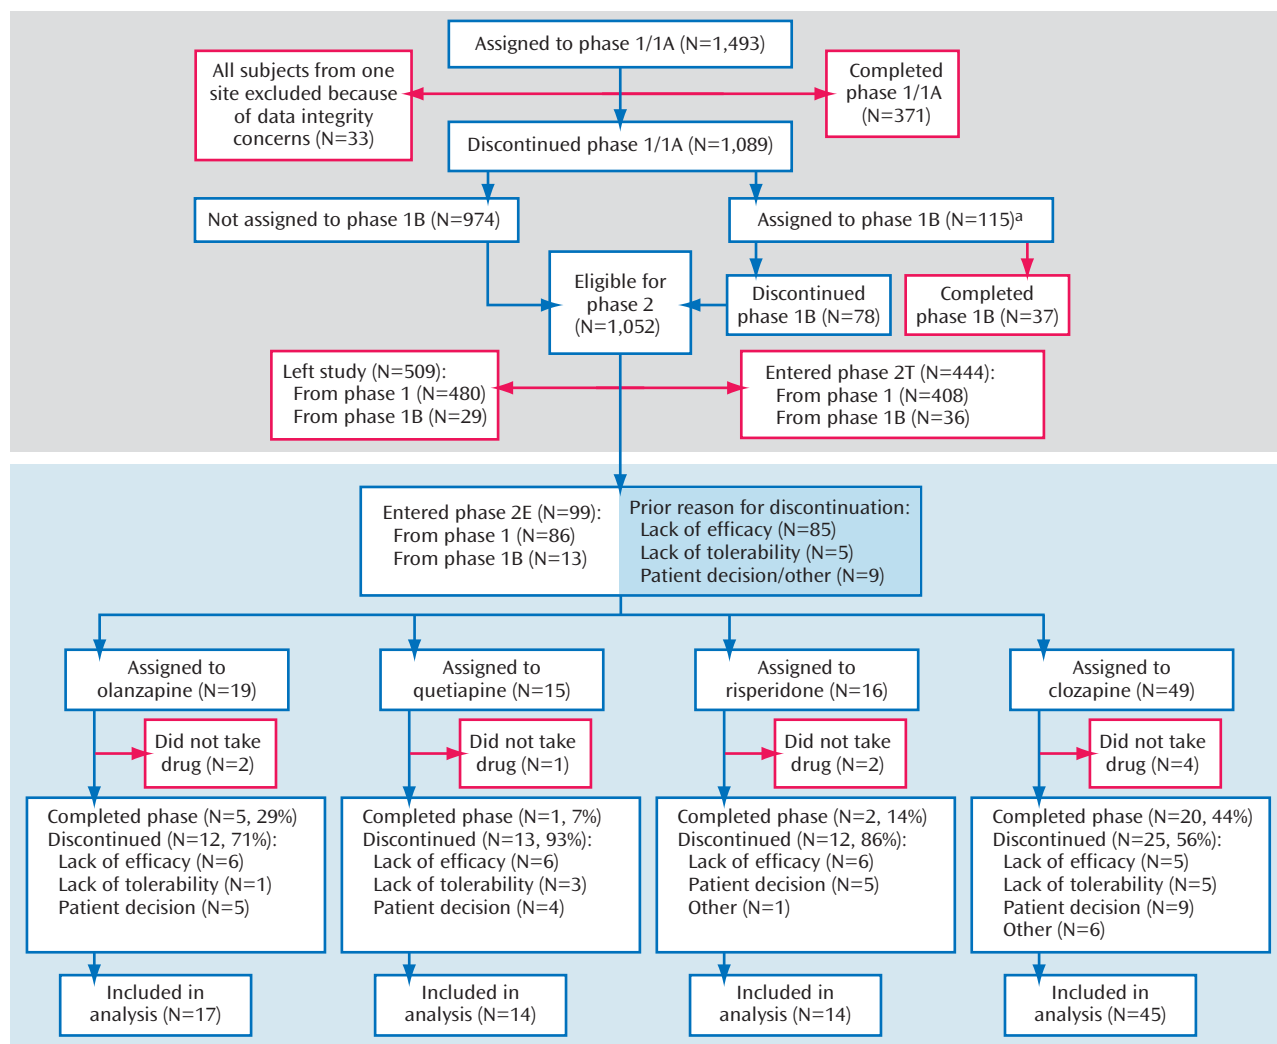 Assigned to phase 1/1A (N=1,493)
All subjects from one
site excluded because
of data integrity
concerns (N=33)
Completed
phase 1/1A
(N=371)
Discontinued phase 1/1A (N=1,089)
Not assigned to phase 1B (N=974)
Assigned to phase 1B (N=115)a
Eligible for
phase 2
(N=1,052)
Discontinued
phase 1B (N=78)
Completed
phase 1B (N=37)
Left study (N=509):
From phase 1 (N=480)
From phase 1B (N=29)
Entered phase 2T (N=444):
From phase 1 (N=408)
From phase 1B (N=36)
Entered phase 2E (N=99):
From phase 1 (N=86)
From phase 1B (N=13)
Prior reason for discontinuation:
Lack of efficacy (N=85)
Lack of tolerability (N=5)
Patient decision/other (N=9)
Assigned to
olanzapine (N=19)
Assigned to
quetiapine (N=15)
Assigned to
risperidone (N=16)
Assigned to
clozapine (N=49)
Did not take
drug (N=2)
Did not take
drug (N=1)
Did not take
drug (N=2)
Did not take
drug (N=4)
Completed phase (N=5, 29%)
Discontinued (N=12, 71%):
Lack of efficacy (N=6)
Lack of tolerability (N=1)
Patient decision (N=5)
Completed phase (N=1, 7%)
Discontinued (N=13, 93%):
Lack of efficacy (N=6)
Lack of tolerability (N=3)
Patient decision (N=4)
Completed phase (N=2, 14%)
Discontinued (N=12, 86%):
Lack of efficacy (N=6)
Patient decision (N=5)
Other (N=1)
Completed phase (N=20, 44%)
Discontinued (N=25, 56%):
Lack of efficacy (N=5)
Lack of tolerability (N=5)
Patient decision (N=9)
Other (N=6)
Included in
analysis (N=17)
Included in
analysis (N=14)
Included in
analysis (N=14)
Included in
analysis (N=45)